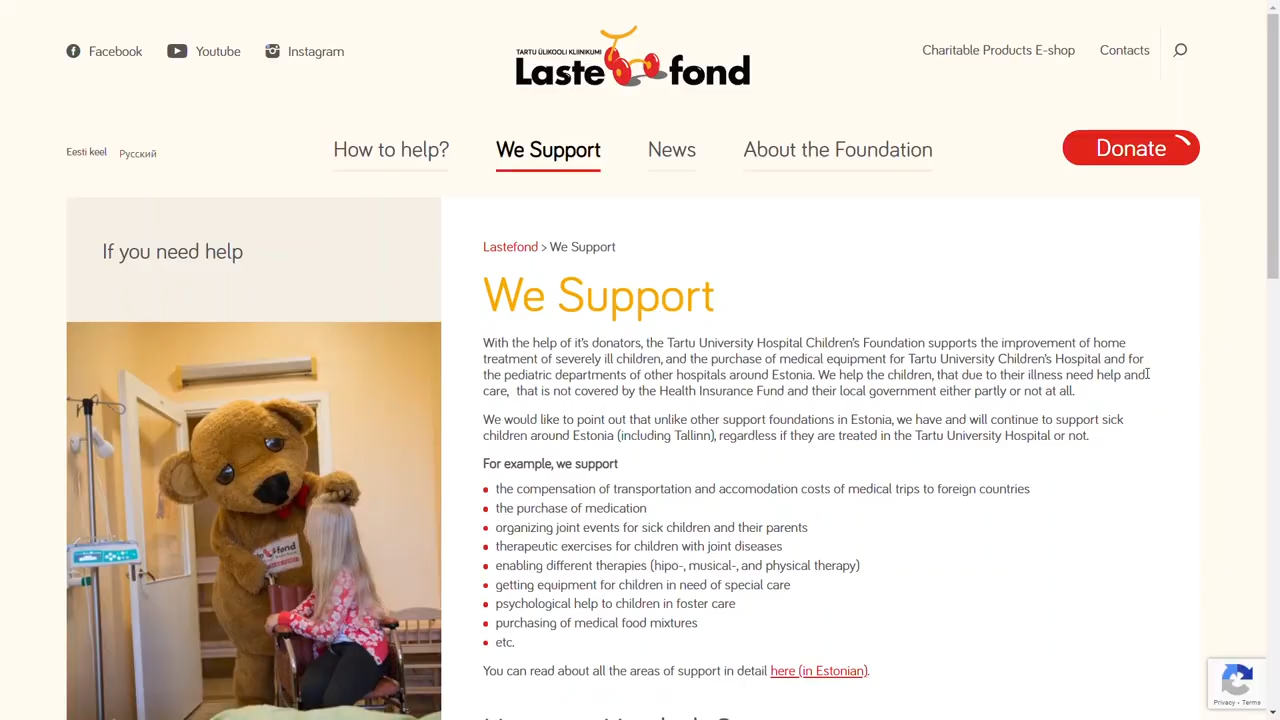 Facebook
Youtube
Instagram
TARTU ÜLIKOOLI KLIINIKUMI
Lastefond
Charitable Products E-shop
Contacts
Eesti keel
Русский
How to help?
We Support
News
About the Foundation
Donate
If you need help
Lastefond > We Support
We Support
With the help of it's donators, the Tartu University Hospital Children's Foundation supports the improvement of home
treatment of severely ill children, and the purchase of medical equipment for Tartu University Children's Hospital and for
the pediatric departments of other hospitals around Estonia. We help the children, that due to their illness need help and
care, that is not covered by the Health Insurance Fund and their local government either partly or not at all.
We would like to point out that unlike other support foundations in Estonia, we have and will continue to support sick
children around Estonia (including Tallinn), regardless if they are treated in the Tartu University Hospital or not.
For example, we support
the compensation of transportation and accomodation costs of medical trips to foreign countries
the purchase of medication
organizing joint events for sick children and their parents
therapeutic exercises for children with joint diseases
enabling different therapies (hipo-, musical-, and physical therapy)
getting equipment for children in need of special care
psychological help to children in foster care
purchasing of medical food mixtures
etc.
You can read about all the areas of support in detail here (in Estonian).
Privacy - Terms